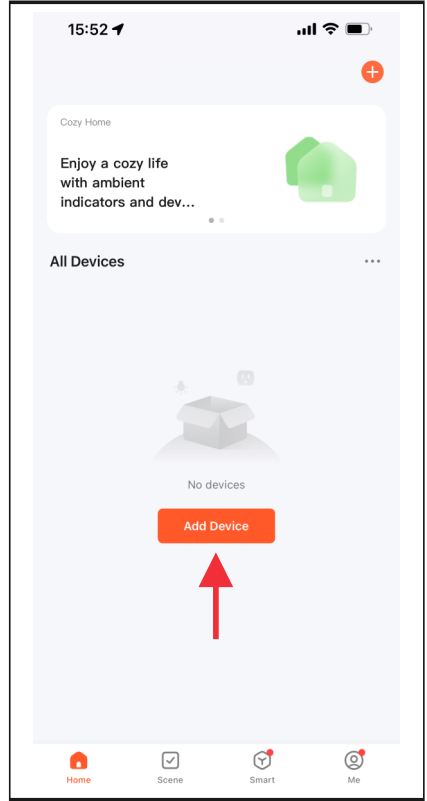 15:52
Cozy Home
Enjoy a cozy life
with ambient
indicators and dev...
All Devices
No devices
Add Device
Home
Scene
Smart
Me